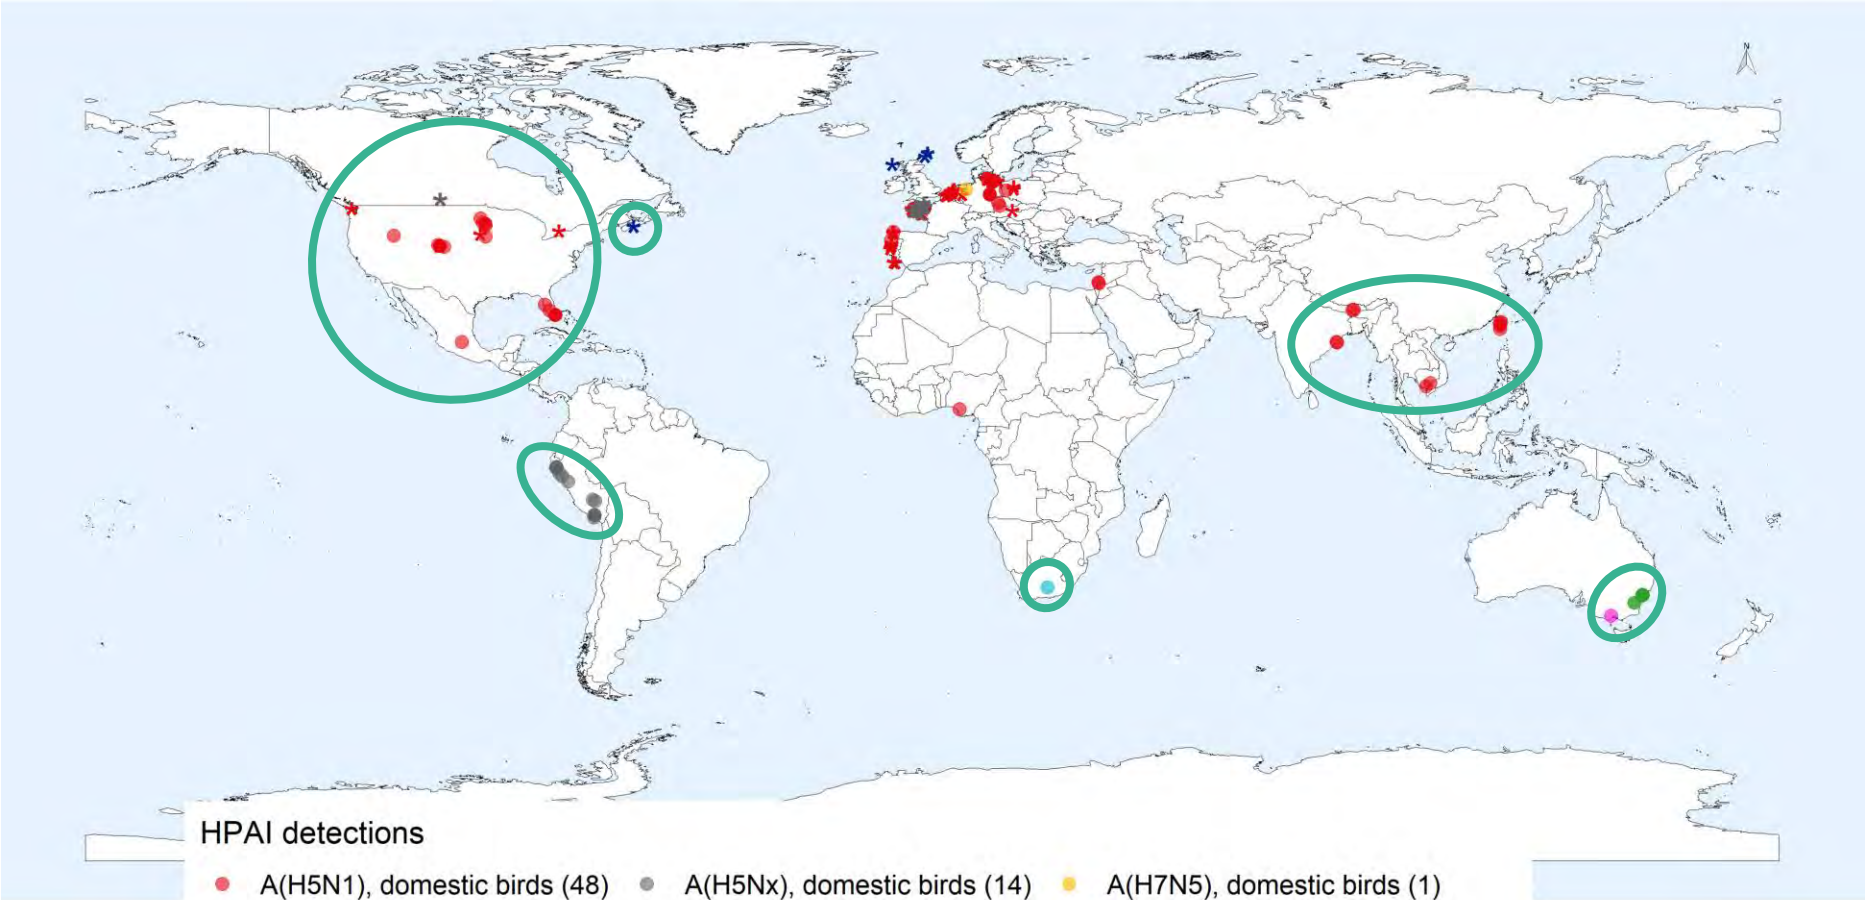 N
HPAI detections
A(H5N1), domestic birds (48) A(H5Nx), domestic birds (14) A(H7N5), domestic birds (1)